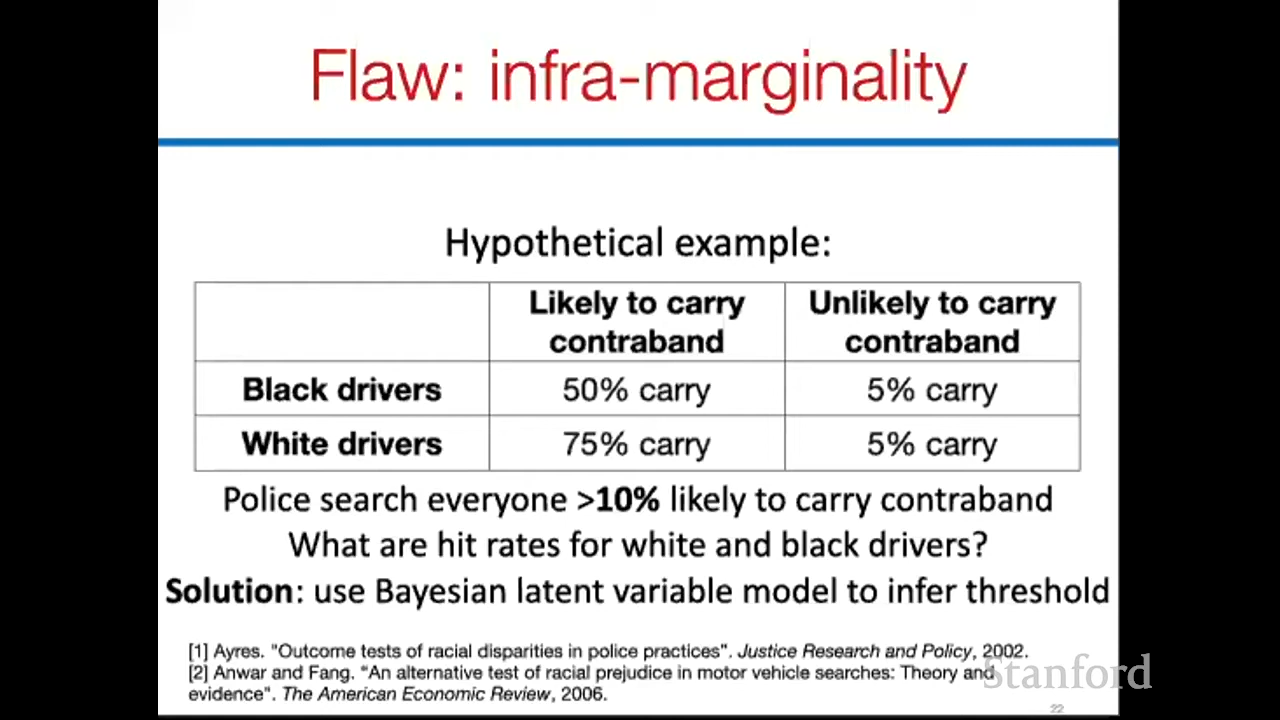 Flaw: infra-marginality
Hypothetical example:
Likely to carry contraband
Unlikely to carry contraband
Black drivers 50% carry 5% carry
White drivers 75% carry 5% carry
Police search everyone >10% likely to carry contraband
What are hit rates for white and black drivers?
Solution: use Bayesian latent variable model to infer threshold
[1] Ayres. "Outcome tests of racial disparities in police practices". Justice Research and Policy, 2002.
[2] Anwar and Fang. "An alternative test of racial prejudice in motor vehicle searches: Theory and
evidence". The American Economic Review, 2006.
Stanford
22